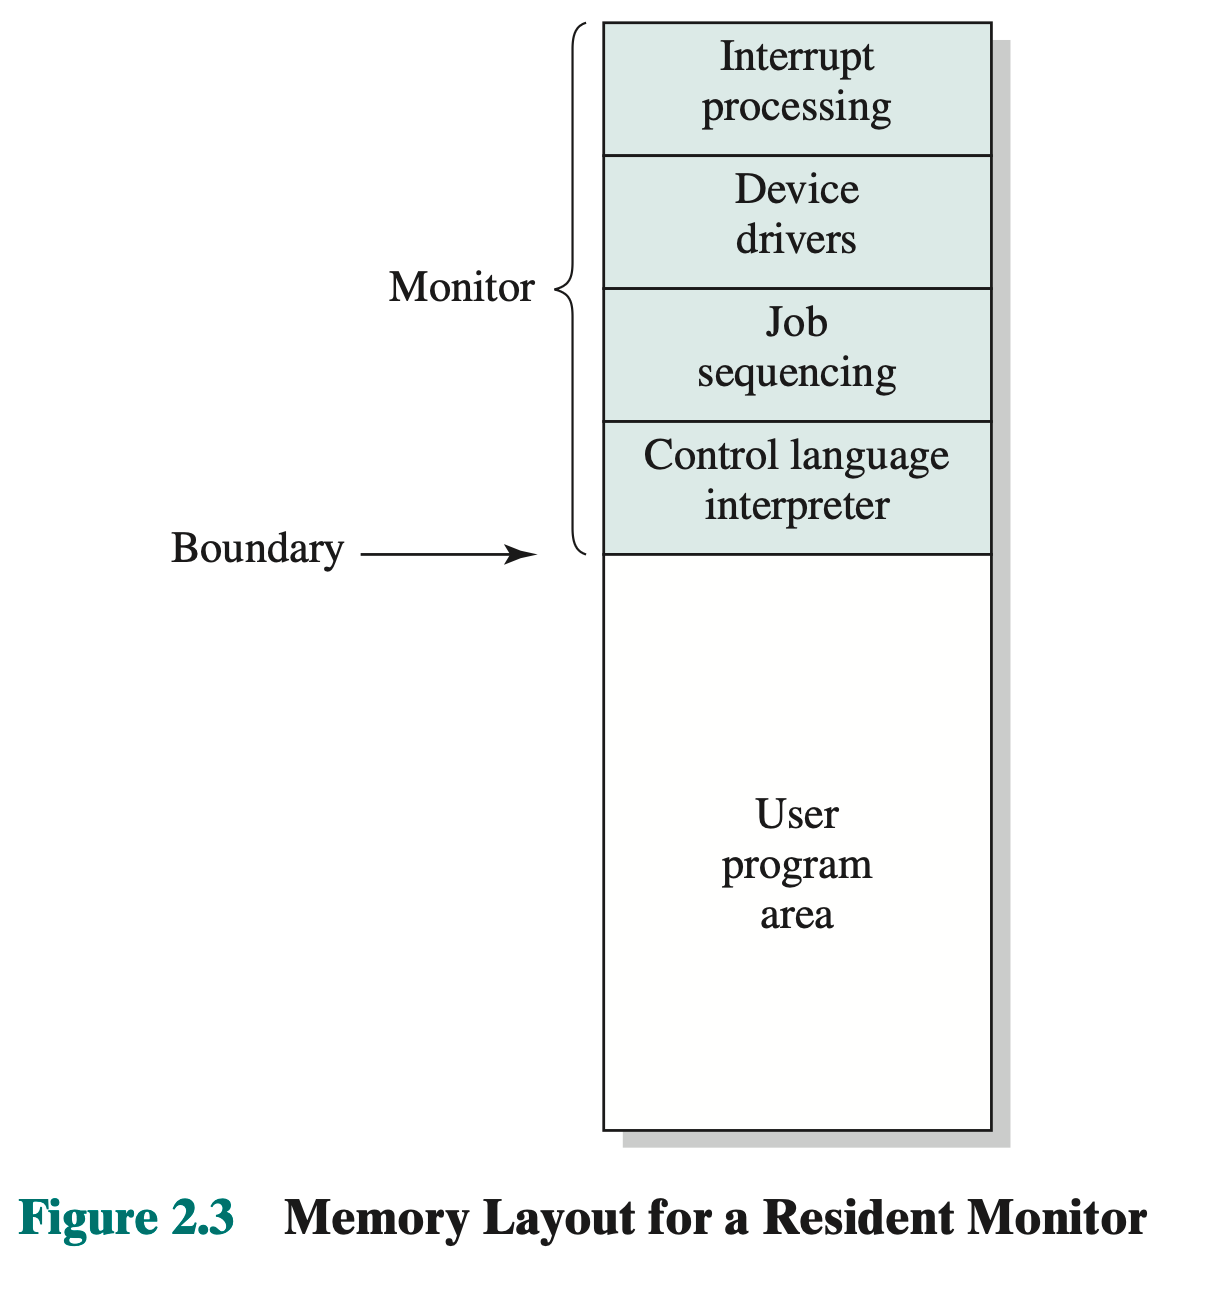 Interrupt
processing
Device
drivers
Monitor
Job
sequencing
Control language
interpreter
Boundary
User
program
area
Figure 2.3 Memory Layout for a Resident Monitor